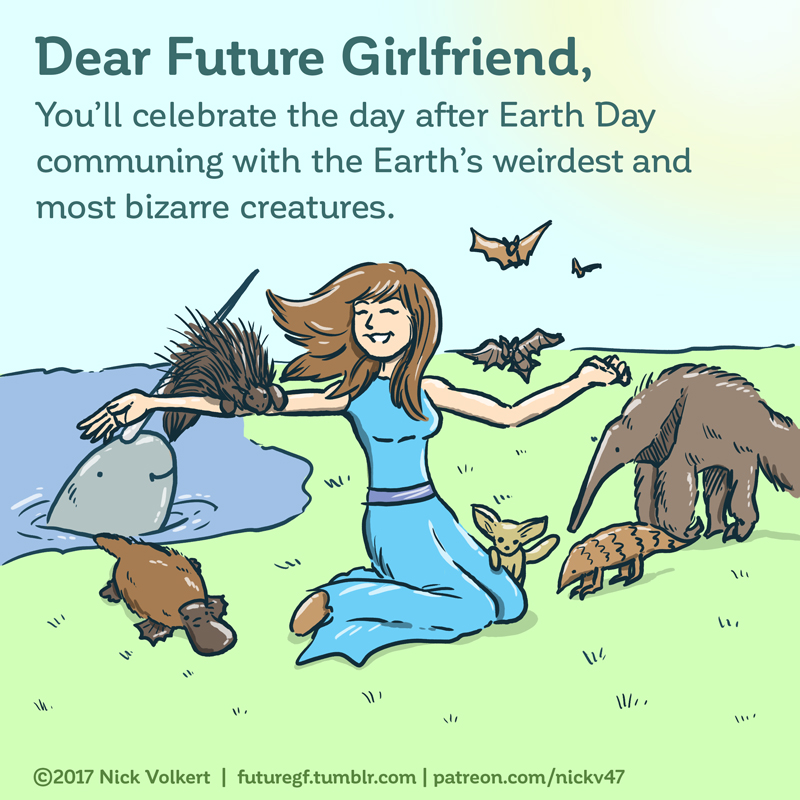 Dear Future Girlfriend,
You'll celebrate the day after Earth Day
communing with the Earth's weirdest and
most bizarre creatures.
©2017 Nick Volkert | futuregf.tumblr.com | patreon.com/nickv47